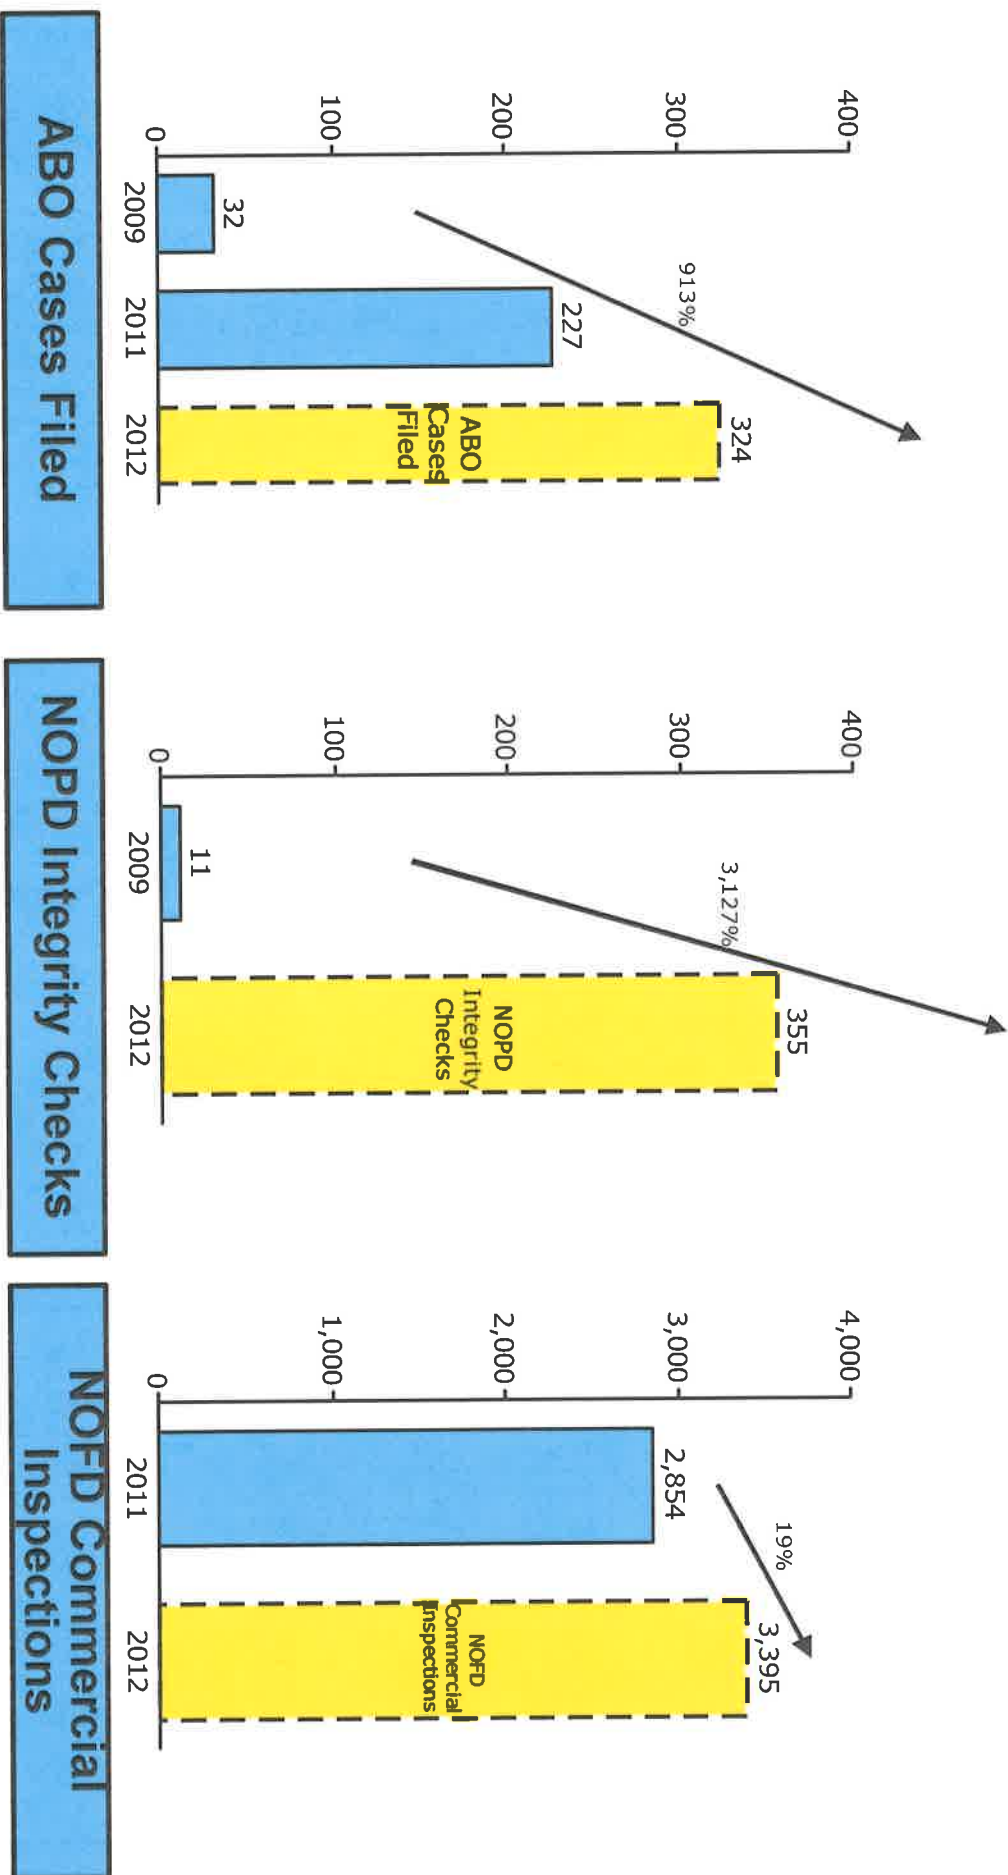 400
300
200
100
0
913%
32
227
324
ABO
Cases
Filed
2009
2011
2012
ABO Cases Filed
400
300
200
100
0
3,127%
11
355
NOPD
Integrity
Checks
2009
2012
NOPD Integrity Checks
4,000
3,000
2,000
1,000
0
19%
2,854
3,395
NOFD
Commercial
Inspections
2011
2012
NOFD Commercial
Inspections